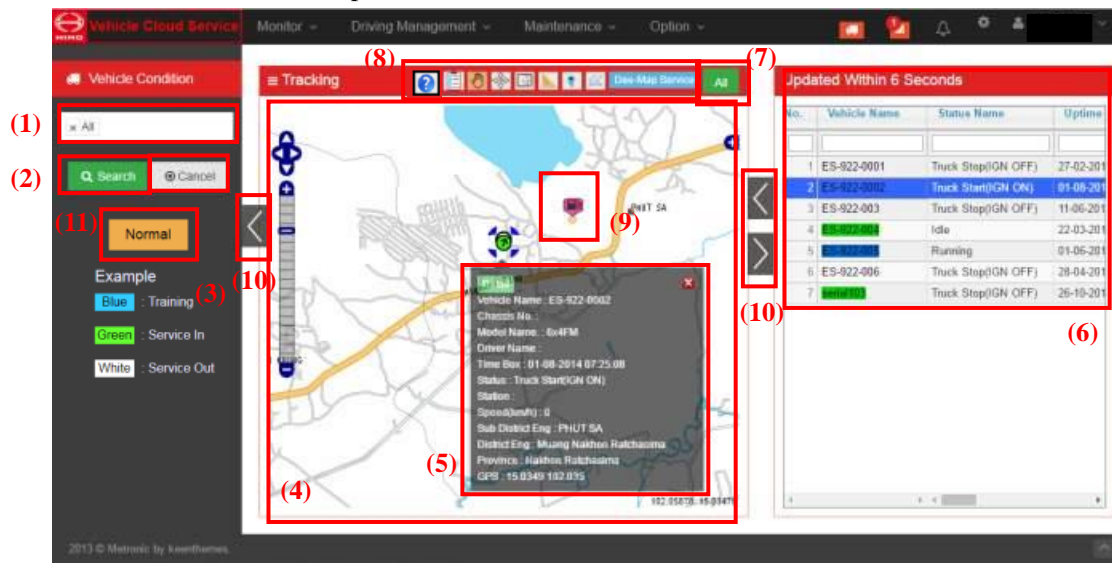 HINO
Vehicle Cloud Service
Monitor
Driving Management
Maintenance
Option
1
(8)
(7)
Vehicle Condition
Tracking
?
Dee-Map Service
All
Updated Within 6 Seconds
(1)
× All
No. Vehicle Name Status Name Uptime
(2)
Search
Cancel
1 ES-922-0001 Truck Stop(IGN OFF) 27-02-201
2 ES-922-0002 Truck Start(IGN ON) 01-08-201
3 ES-922-003 Truck Stop(IGN OFF) 11-06-201
4 ES-922-004 Idle 22-03-201
5 ES-922-005 Running 01-06-201
6 ES-922-006 Truck Stop(IGN OFF) 28-04-201
7 serial103 Truck Stop(IGN OFF) 26-10-201
PHUT SA
(9)
(11)
Normal
(10)
(10)
(6)
Example
Blue : Training
(3)
Green : Service In
White : Service Out
Vehicle Name : ES-922-0002
Chassis No. :
Model Name. : 6x4FM
Driver Name :
Time Box : 01-08-2014 07:25:08
Status : Truck Start(IGN ON)
Station :
Speed(km/h) : 0
Sub District Eng : PHUT SA
District Eng : Muang Nakhon Ratchasima
Province : Nakhon Ratchasima
GPS : 15.0349 102.035
(5)
(4)
2013 © Metronic by keenthemes.